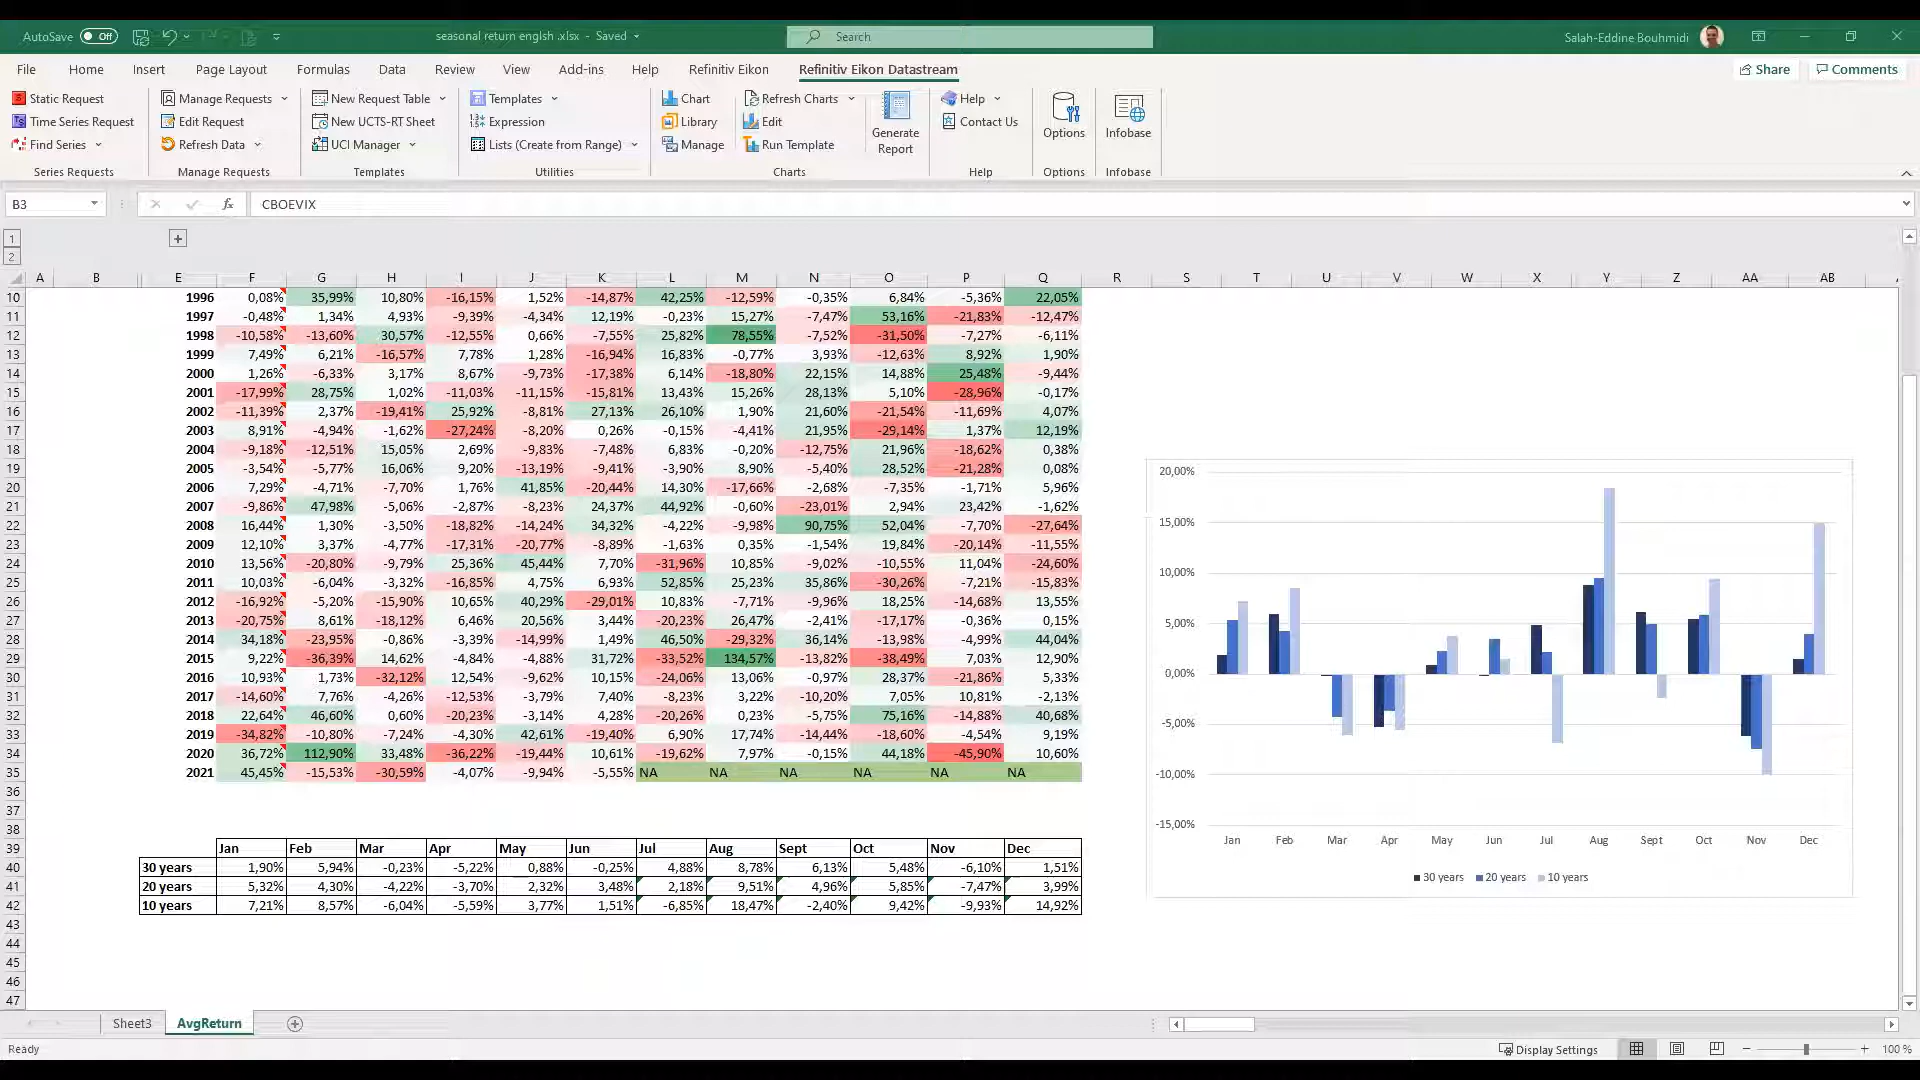 AutoSave Off seasonal return englsh .xlsx - Saved Search Salah-Eddine Bouhmidi
File Home Insert Page Layout Formulas Data Review View Add-ins Help Refinitiv Eikon Refinitiv Eikon Datastream Share Comments
Static Request Manage Requests New Request Table Templates Chart Refresh Charts Help
Time Series Request Edit Request New UCTS-RT Sheet Expression Library Edit Generate Report Contact Us Options Infobase
Find Series Refresh Data UCI Manager Lists (Create from Range) Manage Run Template
Series Requests Manage Requests Templates Utilities Charts Help Options Infobase
B3 fx CBOEVIX
1
2
A B E F G H I J K L M N O P Q R S T U V W X Y Z AA AB
10 1996 0,08% 35,99% 10,80% -16,15% 1,52% -14,87% 42,25% -12,59% -0,35% 6,84% -5,36% 22,05%
11 1997 -0,48% 1,34% 4,93% -9,39% -4,34% 12,19% -0,23% 15,27% -7,47% 53,16% -21,83% -12,47%
12 1998 -10,58% -13,60% 30,57% -12,55% 0,66% -7,55% 25,82% 78,55% -7,52% -31,50% -7,27% -6,11%
13 1999 7,49% 6,21% -16,57% 7,78% 1,28% -16,94% 16,83% -0,77% 3,93% -12,63% 8,92% 1,90%
14 2000 1,26% -6,33% 3,17% 8,67% -9,73% -17,38% 6,14% -18,80% 22,15% 14,88% 25,48% -9,44%
15 2001 -17,99% 28,75% 1,02% -11,03% -11,15% -15,81% 13,43% 15,26% 28,13% 5,10% -28,96% -0,17%
16 2002 -11,39% 2,37% -19,41% 25,92% -8,81% 27,13% 26,10% 1,90% 21,60% -21,54% -11,69% 4,07%
17 2003 8,91% -4,94% -1,62% -27,24% -8,20% 0,26% -0,15% -4,41% 21,95% -29,14% 1,37% 12,19%
18 2004 -9,18% -12,51% 15,05% 2,69% -9,83% -7,48% 6,83% -0,20% -12,75% 21,96% -18,62% 0,38%
19 2005 -3,54% -5,77% 16,06% 9,20% -13,19% -9,41% -3,90% 8,90% -5,40% 28,52% -21,28% 0,08%
20 2006 7,29% -4,71% -7,70% 1,76% 41,85% -20,44% 14,30% -17,66% -2,68% -7,35% -1,71% 5,96%
21 2007 -9,86% 47,98% -5,06% -2,87% -8,23% 24,37% 44,92% -0,60% -23,01% 2,94% 23,42% -1,62%
22 2008 16,44% 1,30% -3,50% -18,82% -14,24% 34,32% -4,22% -9,98% 90,75% 52,04% -7,70% -27,64%
23 2009 12,10% 3,37% -4,77% -17,31% -20,77% -8,89% -1,63% 0,35% -1,54% 19,84% -20,14% -11,55%
24 2010 13,56% -20,80% -9,79% 25,36% 45,44% 7,70% -31,96% 10,85% -9,02% -10,55% 11,04% -24,60%
25 2011 10,03% -6,04% -3,32% -16,85% 4,75% 6,93% 52,85% 25,23% 35,86% -30,26% -7,21% -15,83%
26 2012 -16,92% -5,20% -15,90% 10,65% 40,29% -29,01% 10,83% -7,71% -9,96% 18,25% -14,68% 13,55%
27 2013 -20,75% 8,61% -18,12% 6,46% 20,56% 3,44% -20,23% 26,47% -2,41% -17,17% -0,36% 0,15%
28 2014 34,18% -23,95% -0,86% -3,39% -14,99% 1,49% 46,50% -29,32% 36,14% -13,98% -4,99% 44,04%
29 2015 9,22% -36,39% 14,62% -4,84% -4,88% 31,72% -33,52% 134,57% -13,82% -38,49% 7,03% 12,90%
30 2016 10,93% 1,73% -32,12% 12,54% -9,62% 10,15% -24,06% 13,06% -0,97% 28,37% -21,86% 5,33%
31 2017 -14,60% 7,76% -4,26% -12,53% -3,79% 7,40% -8,23% 3,22% -10,20% 7,05% 10,81% -2,13%
32 2018 22,64% 46,60% 0,60% -20,23% -3,14% 4,28% -20,26% 0,23% -5,75% 75,16% -14,88% 40,68%
33 2019 -34,82% -10,80% -7,24% -4,30% 42,61% -19,40% 6,90% 17,74% -14,44% -18,60% -4,54% 9,19%
34 2020 36,72% 112,90% 33,48% -36,22% -19,44% 10,61% -19,62% 7,97% -0,15% 44,18% -45,90% 10,60%
35 2021 45,45% -15,53% -30,59% -4,07% -9,94% -5,55% NA NA NA NA NA NA
36
37
38
39 Jan Feb Mar Apr May Jun Jul Aug Sept Oct Nov Dec
40 30 years 1,90% 5,94% -0,23% -5,22% 0,88% -0,25% 4,88% 8,78% 6,13% 5,48% -6,10% 1,51%
41 20 years 5,32% 4,30% -4,22% -3,70% 2,32% 3,48% 2,18% 9,51% 4,96% 5,85% -7,47% 3,99%
42 10 years 7,21% 8,57% -6,04% -5,59% 3,77% 1,51% -6,85% 18,47% -2,40% 9,42% -9,93% 14,92%
43
44
45
46
47
20,00%
15,00%
10,00%
5,00%
0,00%
-5,00%
-10,00%
-15,00%
Jan Feb Mar Apr May Jun Jul Aug Sept Oct Nov Dec
30 years 20 years 10 years
Sheet3 AvgReturn
Ready Display Settings 100 %